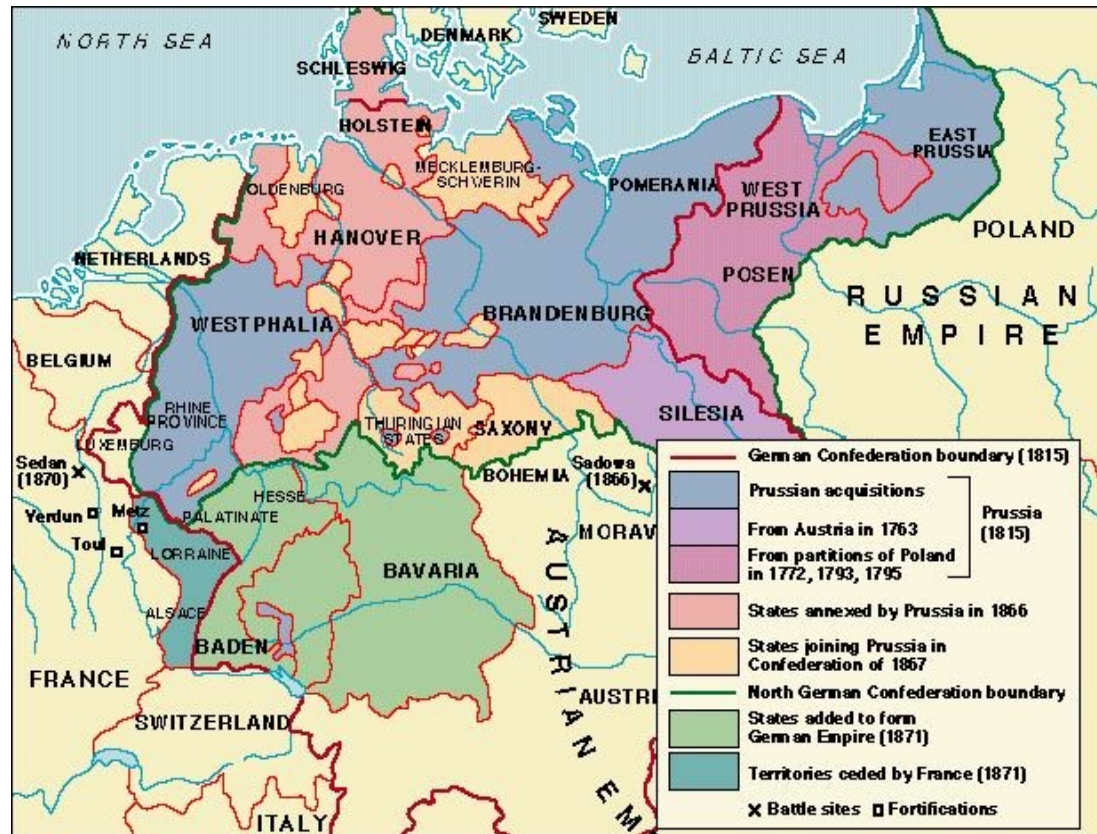 NORTH SEA
DENMARK
SWEDEN
BALTIC SEA
SCHLESWIG
HOLSTEIN
MECKLEMBURG-
SCHWERIN
OLDENBURG
HANOVER
POMERANIA
EAST
PRUSSIA
WEST
PRUSSIA
POLAND
NETHERLANDS
POSEN
RUSSIAN
EMPIRE
WESTPHALIA
BRANDENBURG
BELGIUM
RHINE
PROVINCE
LUXEMBURG
THURINGIAN
STATES
SAXONY
SILESIA
Sedan
(1870)
BOHEMIA
Sadowa
(1866)
HESSE
Verdun
Metz
PALATINATE
Toul
LORRAINE
MORAV
BAVARIA
ALSACE
BADEN
FRANCE
SWITZERLAND
AUSTRI
AUSTRIAN EM
ITALY
German Confederation boundary (1815)
Prussian acquisitions
From Austria in 1763
From partitions of Poland
in 1772, 1793, 1795
Prussia
(1815)
States annexed by Prussia in 1866
States joining Prussia in
Confederation of 1867
North German Confederation boundary
States added to form
German Empire (1871)
Territories ceded by France (1871)
Battle sites
Fortifications